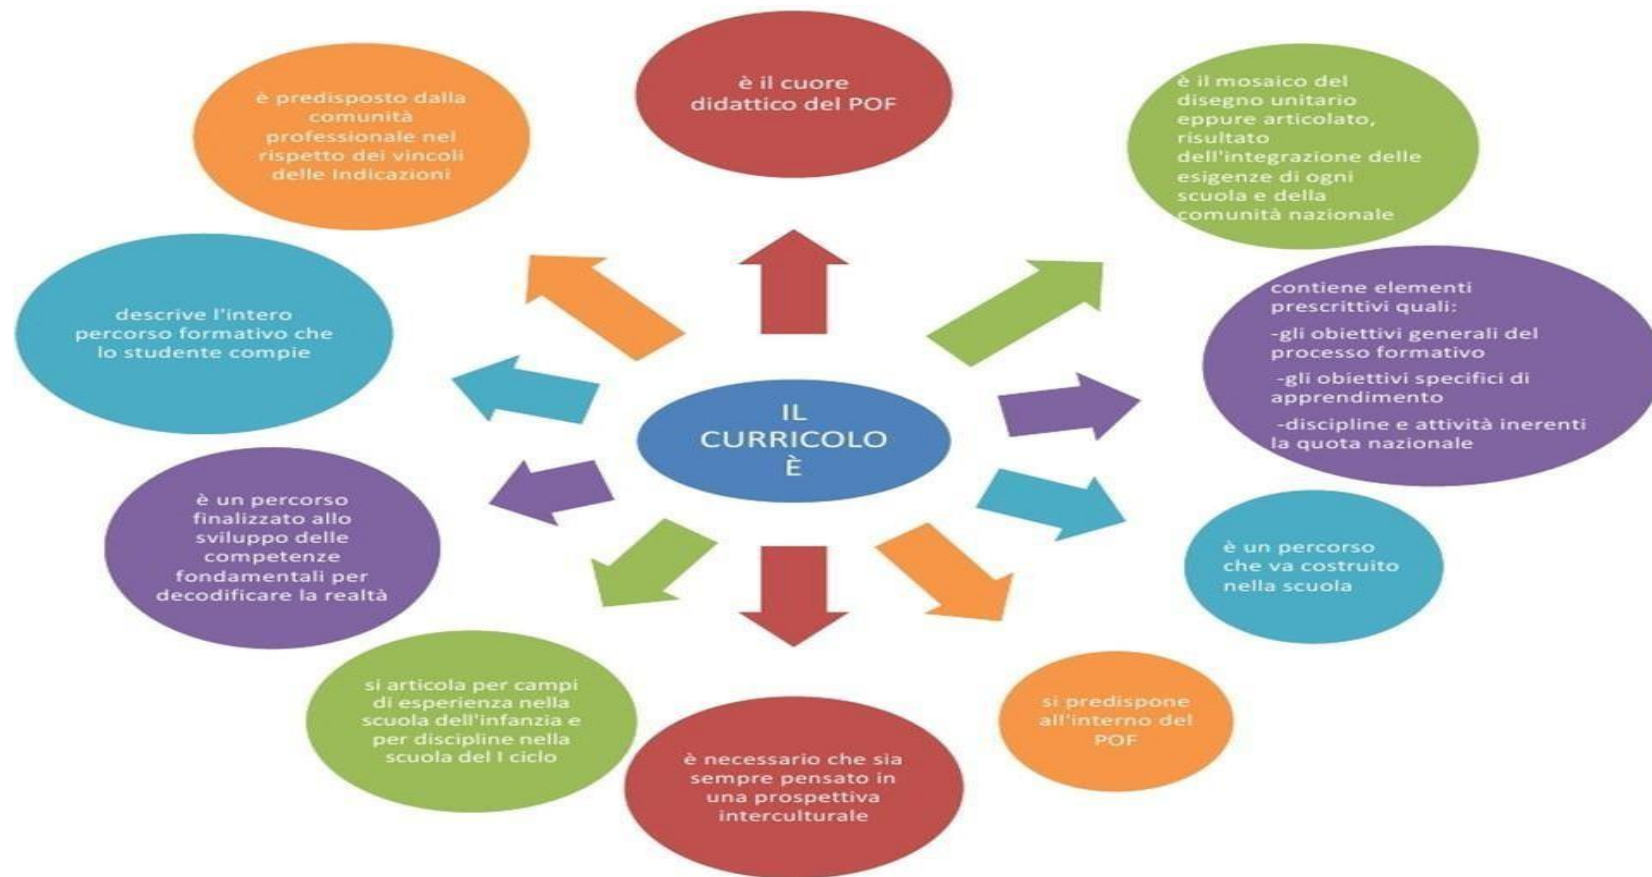 è il cuore
didattico del POF
è il mosaico del
disegno unitario
eppure articolato,
risultato
dell'integrazione delle
esigenze di ogni
scuola e della
comunità nazionale
contiene elementi
prescrittivi quali:
-gli obiettivi generali del
processo formativo
-gli obiettivi specifici di
apprendimento
-discipline e attività inerenti
la quota nazionale
è un percorso
che va costruito
nella scuola
si predispone
all'interno del
POF
è necessario che sia
sempre pensato in
una prospettiva
interculturale
si articola per campi
di esperienza nella
scuola dell'infanzia e
per discipline nella
scuola del I ciclo
è un percorso
finalizzato allo
sviluppo delle
competenze
fondamentali per
decodificare la realtà
descrive l'intero
percorso formativo che
lo studente compie
è predisposto dalla
comunità
professionale nel
rispetto dei vincoli
delle Indicazioni
IL
CURRICOLO
È